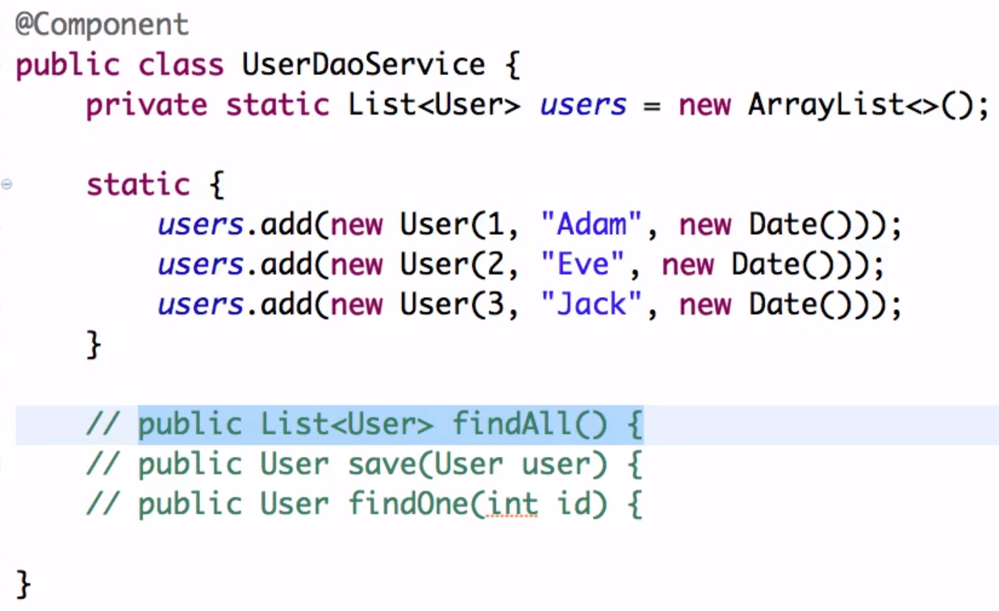 @Component
public class UserDaoService {
    private static List<User> users = new ArrayList<>();
    static {
        users.add(new User(1, "Adam", new Date()));
        users.add(new User(2, "Eve", new Date()));
        users.add(new User(3, "Jack", new Date()));
    }
    // public List<User> findAll() {
    // public User save(User user) {
    // public User findOne(int id) {
}